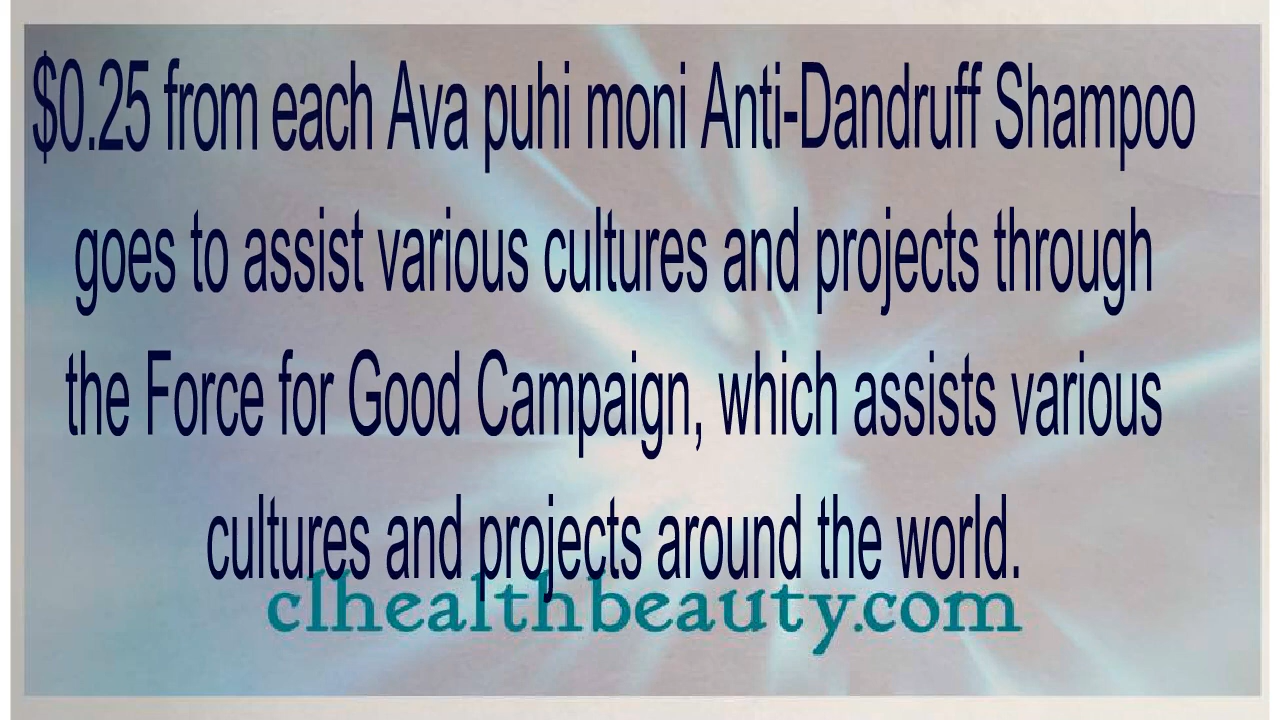 $0.25 from each Ava puhi moni Anti-Dandruff Shampoo
goes to assist various cultures and projects through
the Force for Good Campaign, which assists various
cultures and projects around the world.
clhealthbeauty.com